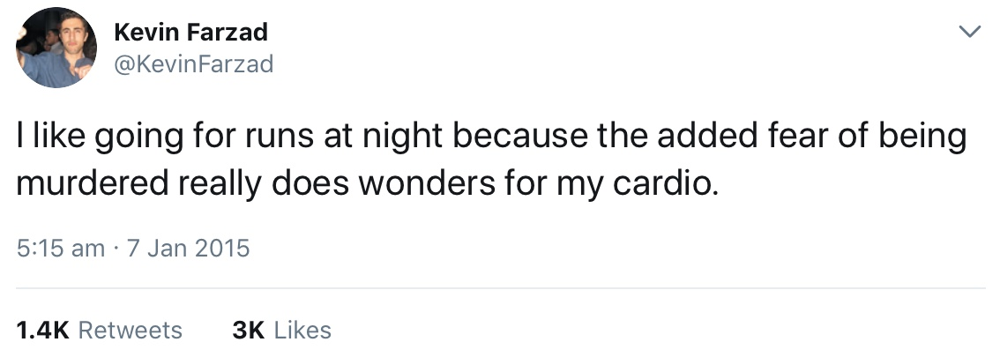 Kevin Farzad
@KevinFarzad
I like going for runs at night because the added fear of being
murdered really does wonders for my cardio.
5:15 am · 7 Jan 2015
1.4K Retweets 3K Likes